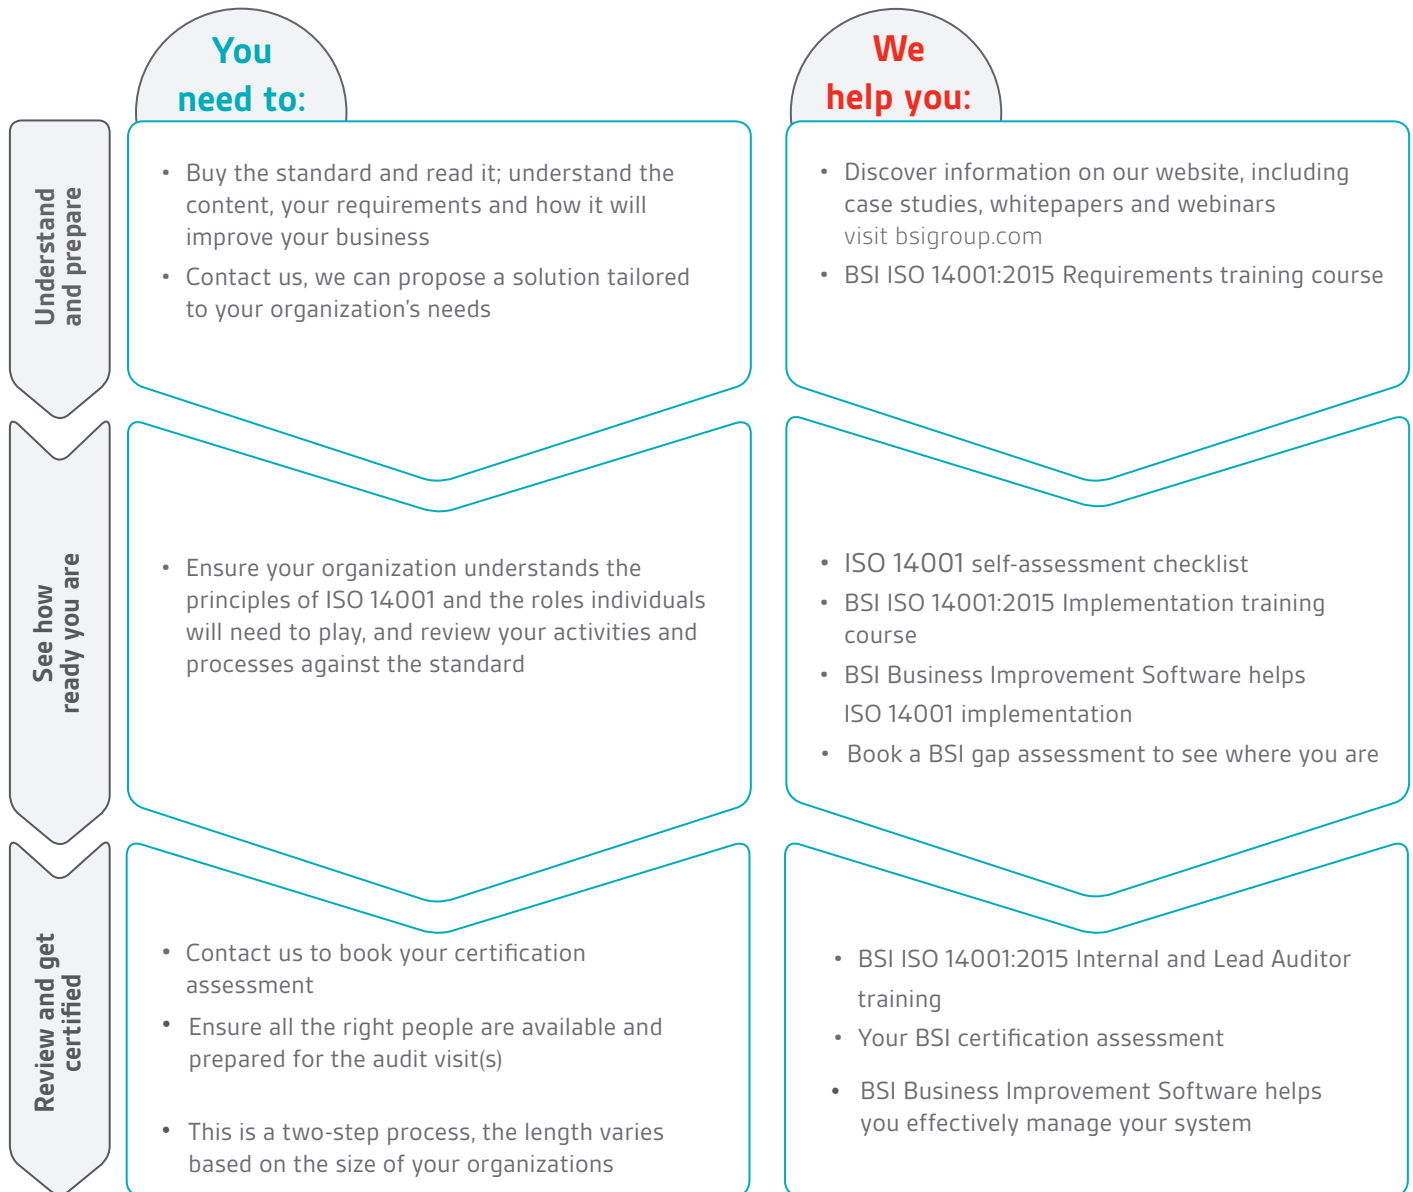 You
need to:
We
help you:
Understand
and prepare
• Buy the standard and read it; understand the
content, your requirements and how it will
improve your business
• Contact us, we can propose a solution tailored
to your organization's needs
• Discover information on our website, including
case studies, whitepapers and webinars
visit bsigroup.com
• BSI ISO 14001:2015 Requirements training course
See how
ready you are
• Ensure your organization understands the
principles of ISO 14001 and the roles individuals
will need to play, and review your activities and
processes against the standard
• ISO 14001 self-assessment checklist
• BSI ISO 14001:2015 Implementation training
course
• BSI Business Improvement Software helps
ISO 14001 implementation
• Book a BSI gap assessment to see where you are
Review and get
certified
• Contact us to book your certification
assessment
• Ensure all the right people are available and
prepared for the audit visit(s)
• This is a two-step process, the length varies
based on the size of your organizations
• BSI ISO 14001:2015 Internal and Lead Auditor
training
• Your BSI certification assessment
• BSI Business Improvement Software helps
you effectively manage your system